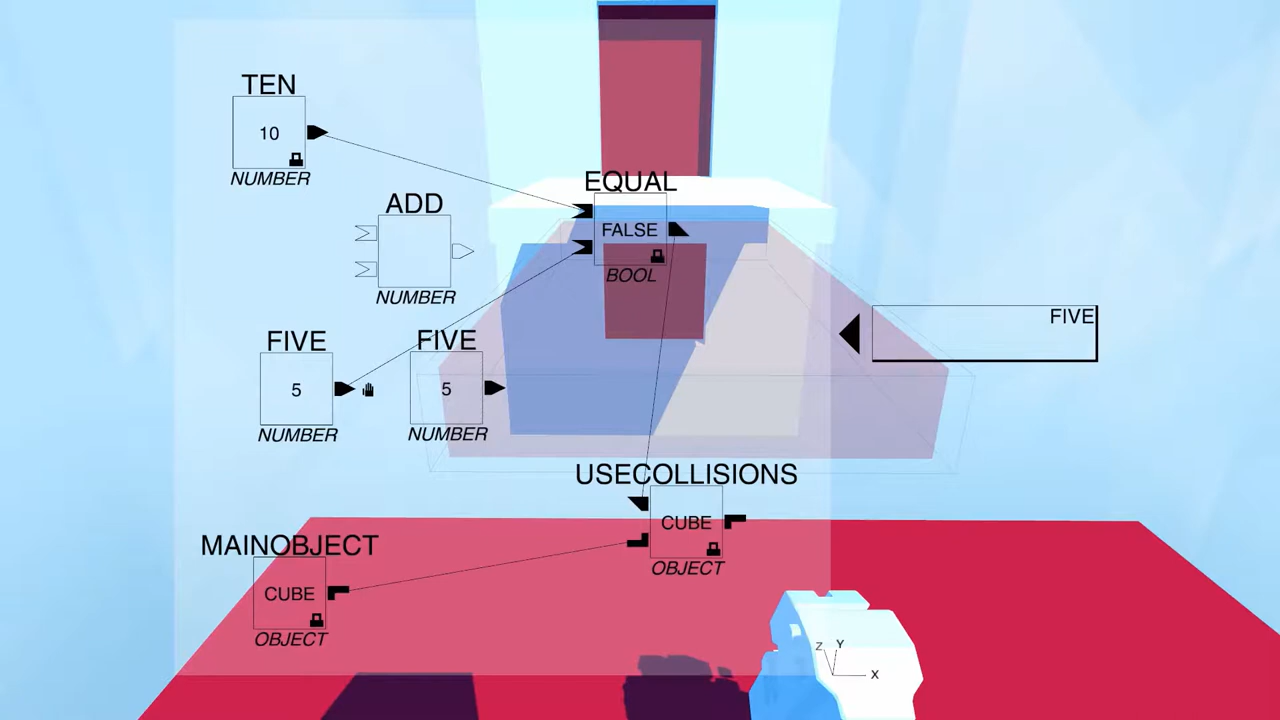 TEN
10
NUMBER
ADD
NUMBER
EQUAL
FALSE
BOOL
FIVE
5
NUMBER
FIVE
5
NUMBER
FIVE
USECOLLISIONS
CUBE
OBJECT
MAINOBJECT
CUBE
OBJECT
Z Y
X